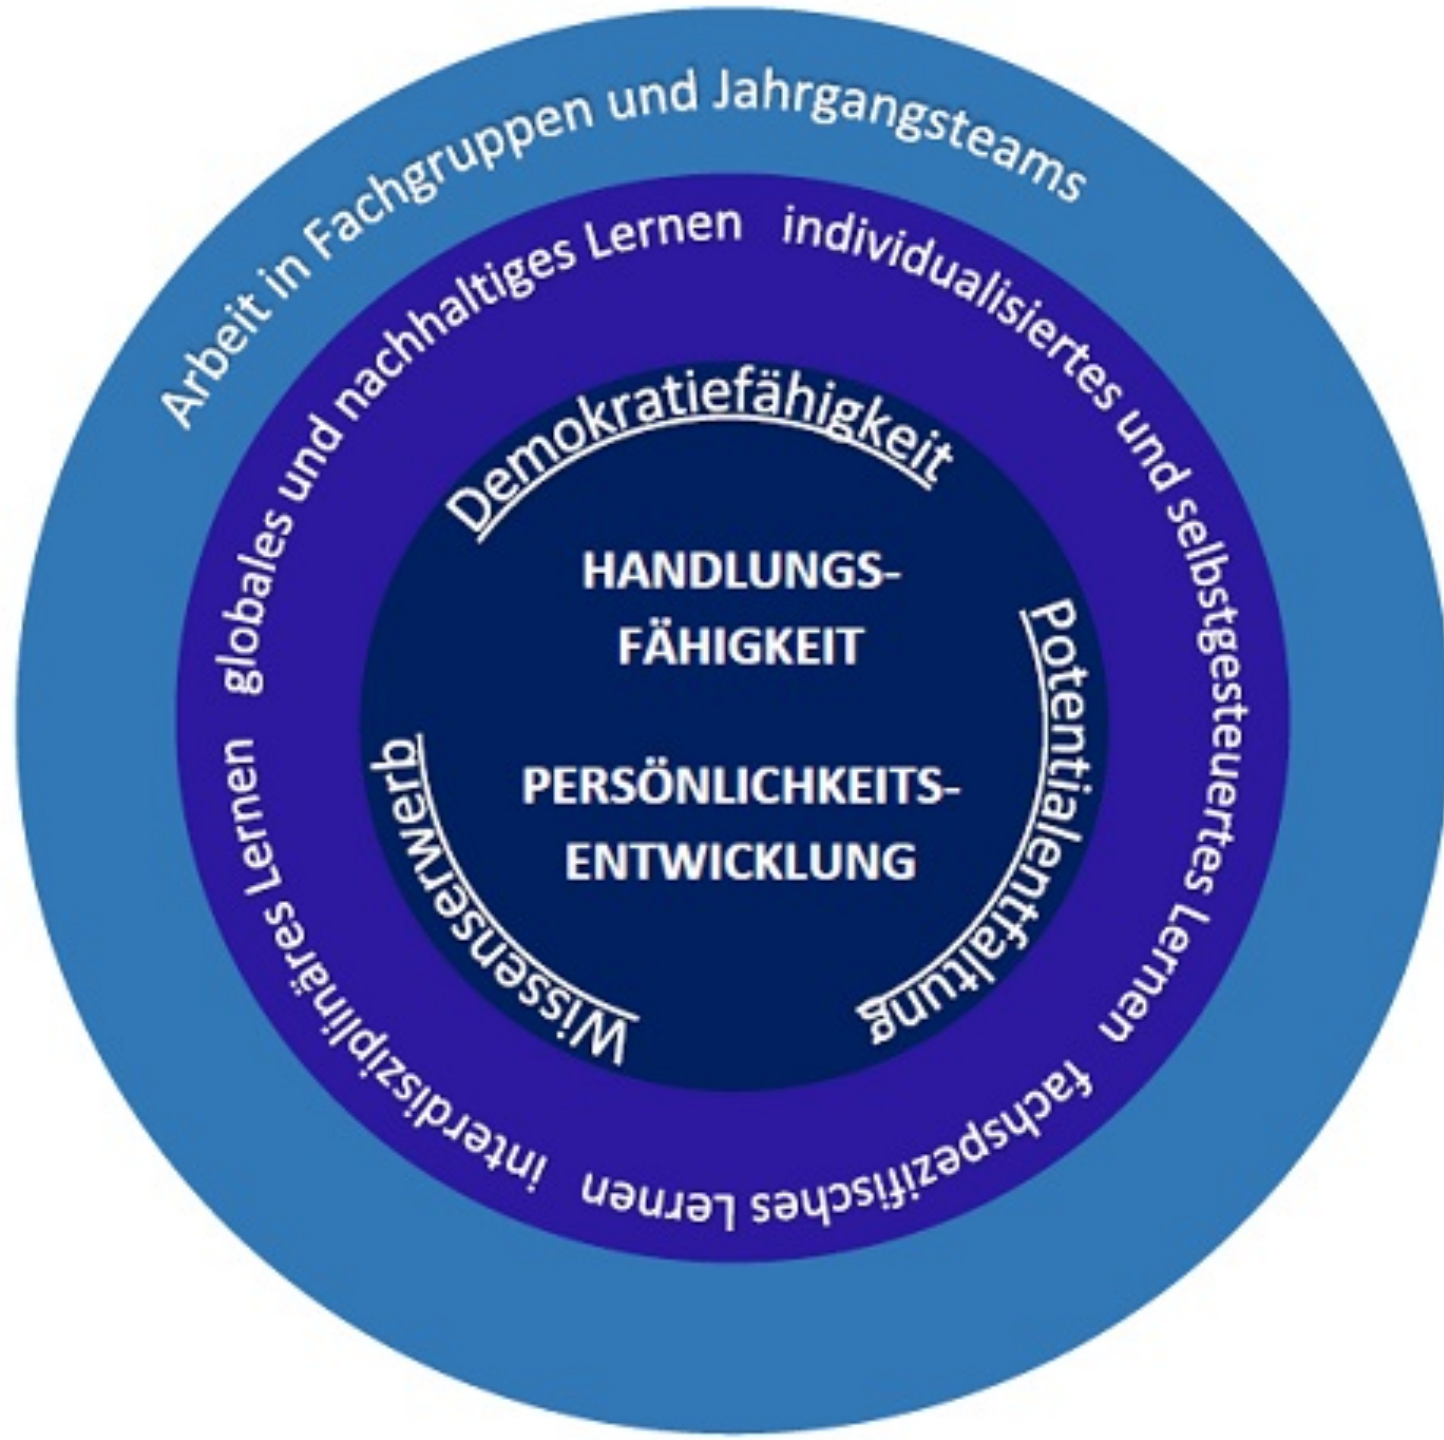 Arbeit in Fachgruppen und Jahrgangsteams
globales und nachhaltiges Lernen
individualisiertes und selbstgesteuertes Lernen
fachspezifisches Lernen
interdisziplinäres Lernen
Demokratiefähigkeit
Potentialentfaltung
Wissenserwerb
HANDLUNGS-
FÄHIGKEIT
PERSÖNLICHKEITS-
ENTWICKLUNG